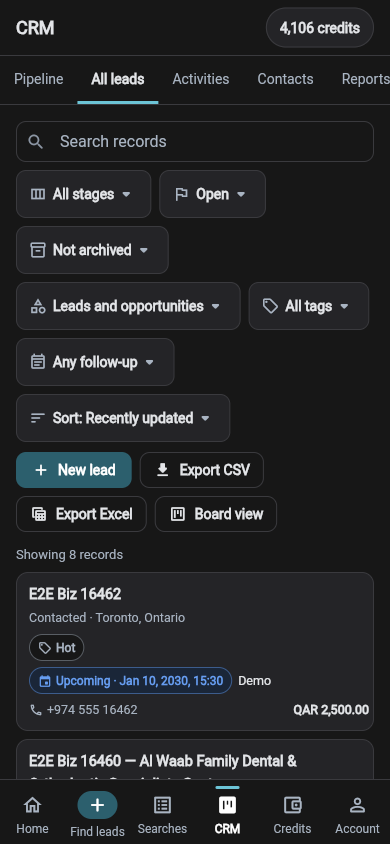 CRM
4,106 credits
Pipeline All leads Activities Contacts Reports
Search records
All stages Open
Not archived
Leads and opportunities All tags
Any follow-up
Sort: Recently updated
New lead Export CSV
Export Excel Board view
Showing 8 records
E2E Biz 16462
Contacted · Toronto, Ontario
Hot
Upcoming · Jan 10, 2030, 15:30 Demo
+974 555 16462 QAR 2,500.00
E2E Biz 16460 — Al Waab Family Dental &
Home Find leads Searches CRM Credits Account